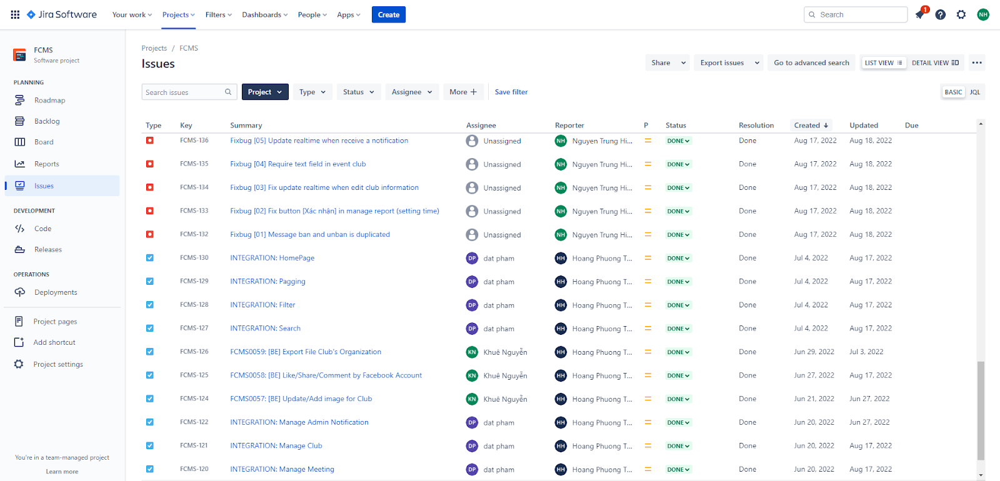 Jira Software Your work Projects Filters Dashboards People Apps Create Search 1 NH
FCMS
Software project
PLANNING
Roadmap
Backlog
Board
Reports
Issues
DEVELOPMENT
Code
Releases
OPERATIONS
Deployments
Project pages
Add shortcut
Project settings
You're in a team-managed project
Learn more
Projects / FCMS
Issues
Share Export issues Go to advanced search LIST VIEW DETAIL VIEW
Search issues Project Type Status Assignee More Save filter BASIC JQL
Type Key Summary Assignee Reporter P Status Resolution Created Updated Due
FCMS-136 Fixbug [05] Update realtime when receive a notification Unassigned NH Nguyen Trung Hi... DONE Done Aug 17, 2022 Aug 18, 2022
FCMS-135 Fixbug [04] Require text field in event club Unassigned NH Nguyen Trung Hi... DONE Done Aug 17, 2022 Aug 18, 2022
FCMS-134 Fixbug [03] Fix update realtime when edit club information Unassigned NH Nguyen Trung Hi... DONE Done Aug 17, 2022 Aug 18, 2022
FCMS-133 Fixbug [02] Fix button [Xác nhận] in manage report (setting time) Unassigned NH Nguyen Trung Hi... DONE Done Aug 17, 2022 Aug 18, 2022
FCMS-132 Fixbug [01] Message ban and unban is duplicated Unassigned NH Nguyen Trung Hi... DONE Done Aug 17, 2022 Aug 18, 2022
FCMS-130 INTEGRATION: HomePage DP dat pham HH Hoang Phuong T... DONE Done Jul 4, 2022 Aug 17, 2022
FCMS-129 INTEGRATION: Pagging DP dat pham HH Hoang Phuong T... DONE Done Jul 4, 2022 Aug 17, 2022
FCMS-128 INTEGRATION: Filter DP dat pham HH Hoang Phuong T... DONE Done Jul 4, 2022 Aug 17, 2022
FCMS-127 INTEGRATION: Search DP dat pham HH Hoang Phuong T... DONE Done Jul 4, 2022 Aug 17, 2022
FCMS-126 FCMS0059: [BE] Export File Club's Organization KN Khuê Nguyễn HH Hoang Phuong T... DONE Done Jun 29, 2022 Jul 3, 2022
FCMS-125 FCMS0058: [BE] Like/Share/Comment by Facebook Account KN Khuê Nguyễn HH Hoang Phuong T... DONE Done Jun 27, 2022 Aug 17, 2022
FCMS-124 FCMS0057: [BE] Update/Add image for Club KN Khuê Nguyễn HH Hoang Phuong T... DONE Done Jun 21, 2022 Jun 27, 2022
FCMS-122 INTEGRATION: Manage Admin Notification DP dat pham HH Hoang Phuong T... DONE Done Jun 20, 2022 Jun 27, 2022
FCMS-121 INTEGRATION: Manage Club DP dat pham HH Hoang Phuong T... DONE Done Jun 20, 2022 Aug 17, 2022
FCMS-120 INTEGRATION: Manage Meeting DP dat pham HH Hoang Phuong T... DONE Done Jun 20, 2022 Aug 17, 2022